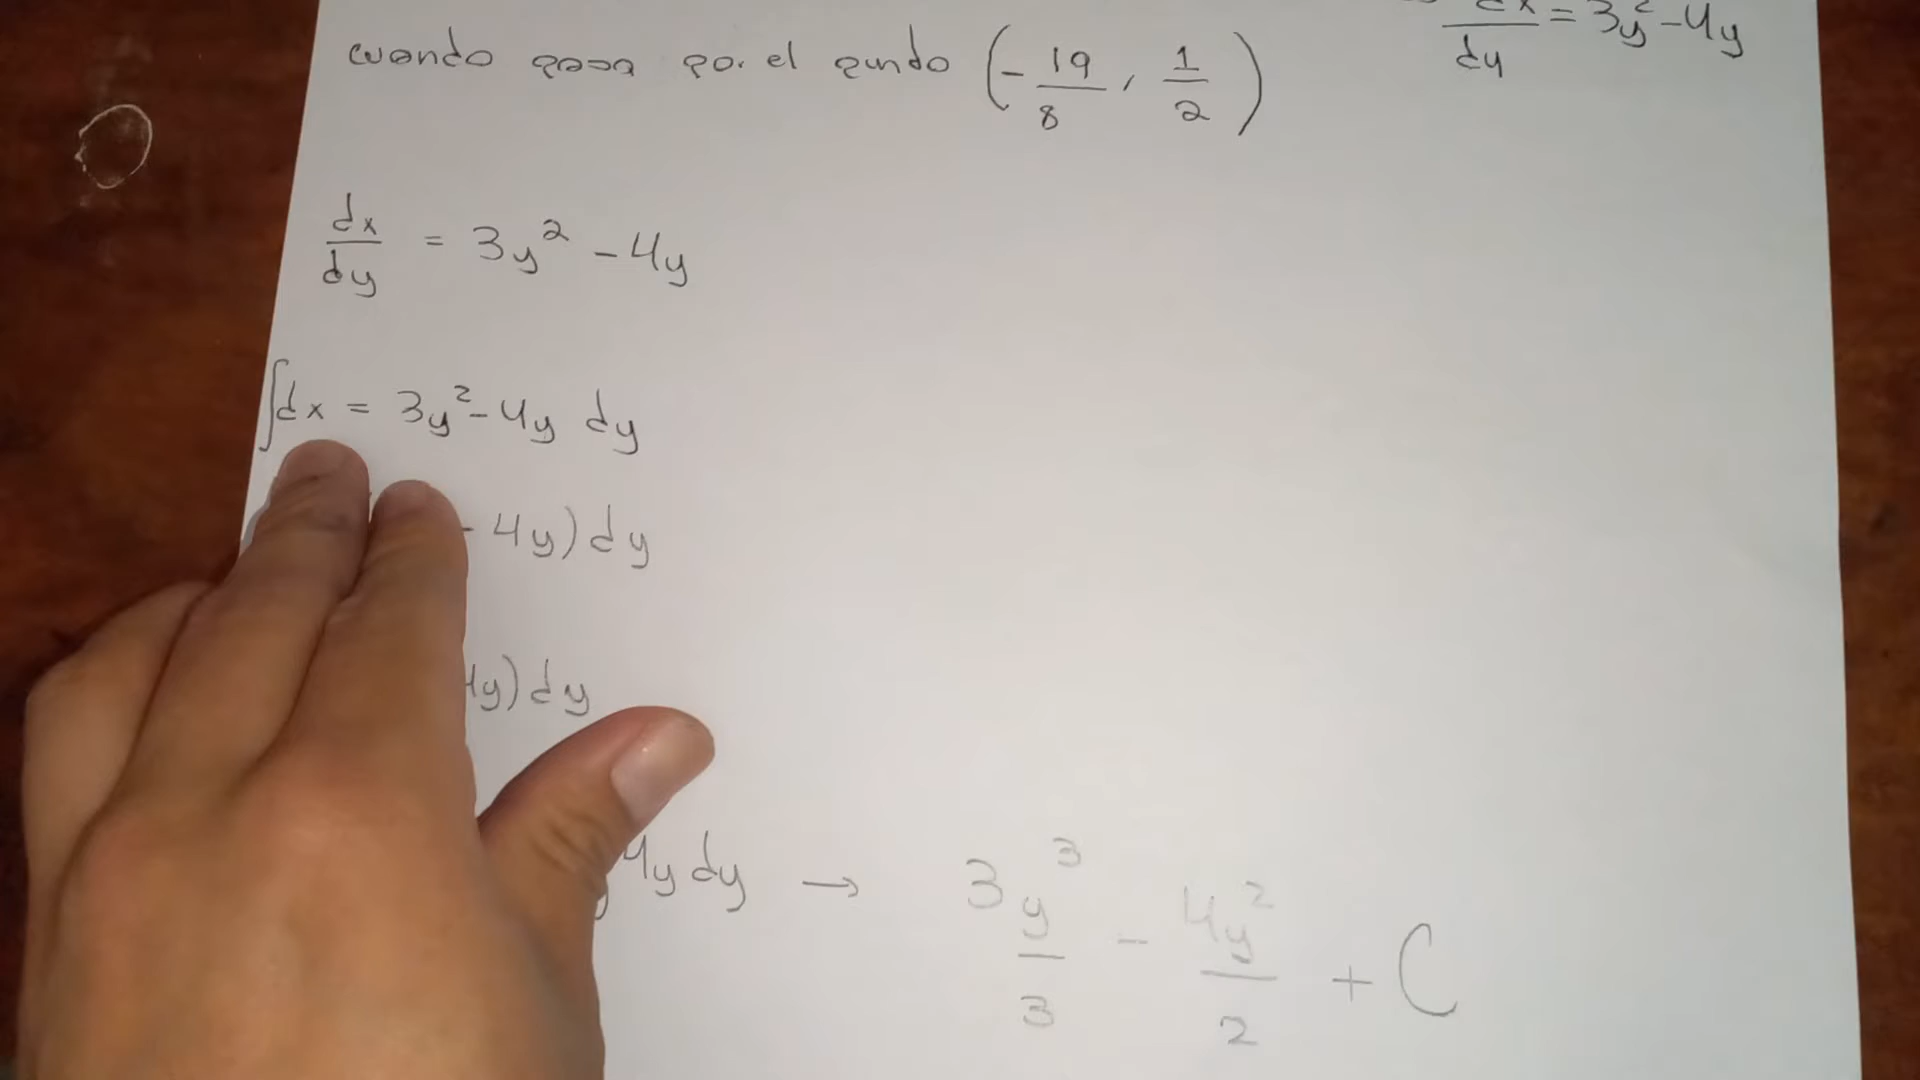 dx/dy = 3y² - 4y
cuando pasa por el punto (- 19/8, 1/2)
dx/dy = 3y² - 4y
∫dx = 3y² - 4y dy
- 4y) dy
4y) dy
4y dy → 3y³/3 - 4y²/2 + C